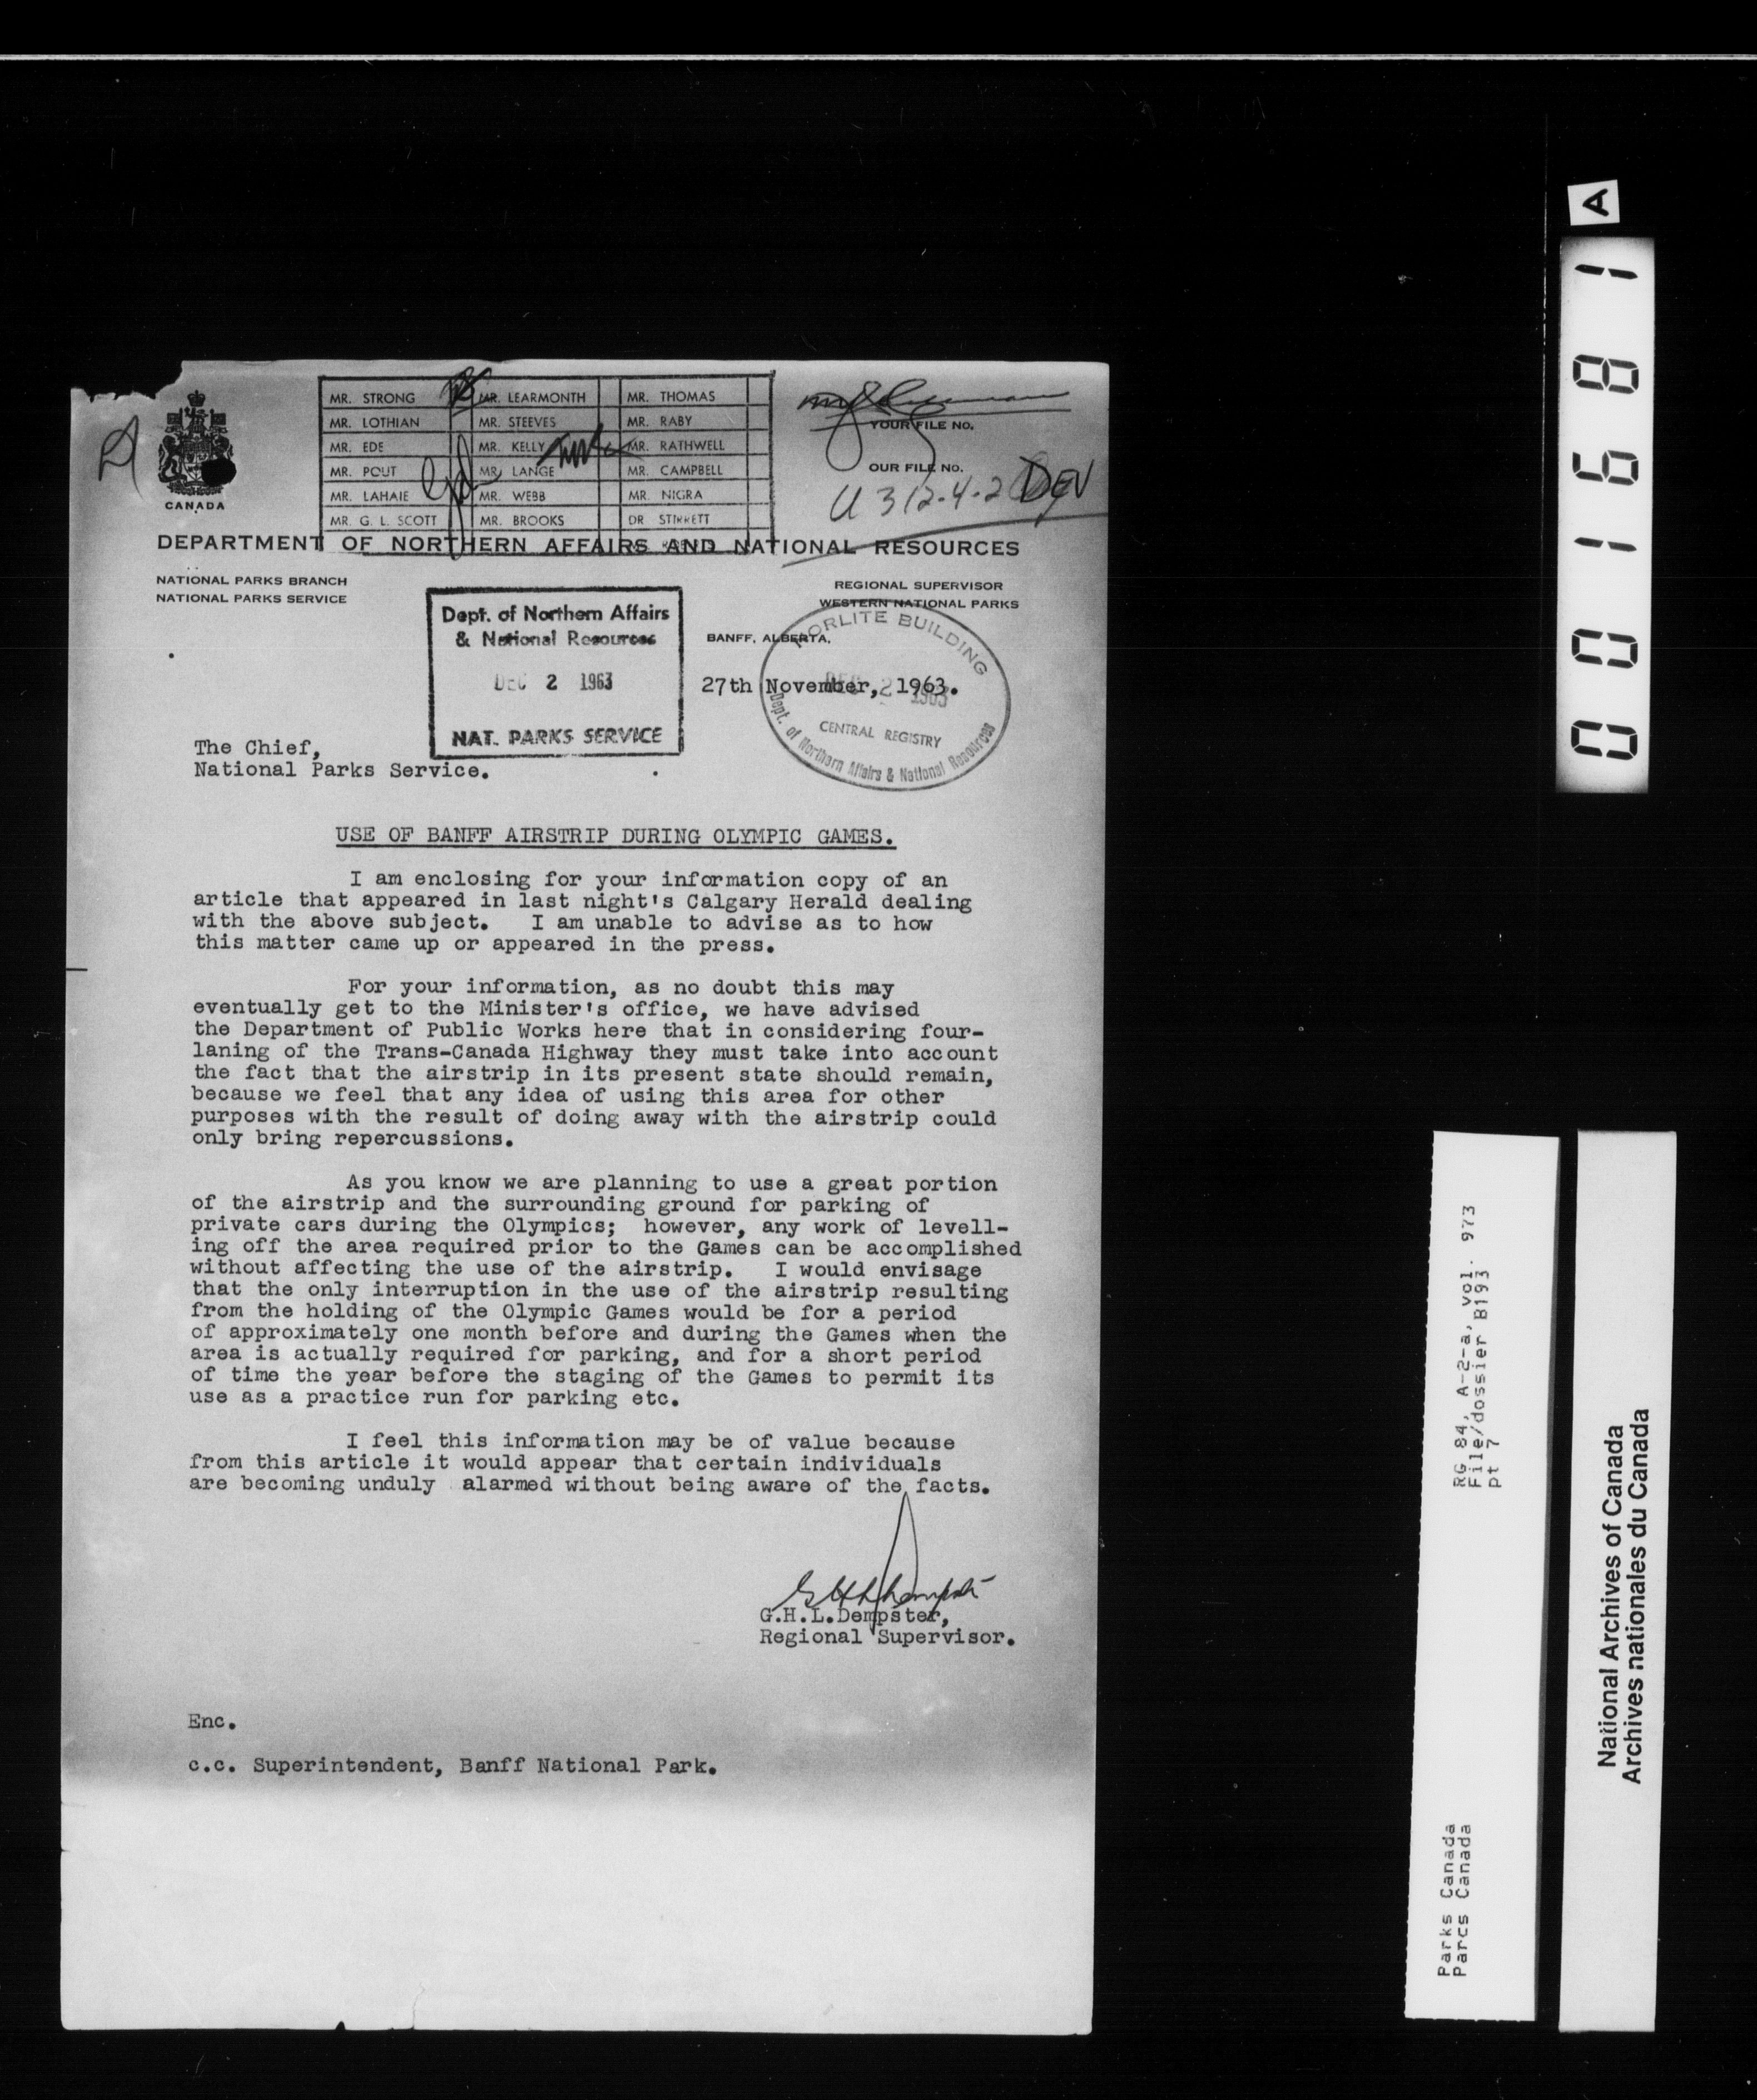 MR. STRONG MR. LEARMONTH MR. THOMAS
MR. LOTHIAN MR. STEEVES MR. RABY
MR. EDE MR. KELLY MR. RATHWELL
MR. POUT MR. LANGE MR. CAMPBELL
MR. LAHAIE MR. WEBB MR. NIGRA
MR. G. L. SCOTT MR. BROOKS DR STIRRETT
CANADA
YOUR FILE NO.
OUR FILE NO.
U 312-4-2 DEV
DEPARTMENT OF NORTHERN AFFAIRS AND NATIONAL RESOURCES
NATIONAL PARKS BRANCH
NATIONAL PARKS SERVICE
REGIONAL SUPERVISOR
WESTERN NATIONAL PARKS
Dept. of Northern Affairs
& National Resources
DEC 2 1963
NAT. PARKS SERVICE
BANFF, ALBERTA,
27th November, 1963.
NORLITE BUILDING
DEC 2 1963
CENTRAL REGISTRY
Dept. of Northern Affairs & National Resources
The Chief,
National Parks Service.
USE OF BANFF AIRSTRIP DURING OLYMPIC GAMES.
I am enclosing for your information copy of an
article that appeared in last night's Calgary Herald dealing
with the above subject. I am unable to advise as to how
this matter came up or appeared in the press.
For your information, as no doubt this may
eventually get to the Minister's office, we have advised
the Department of Public Works here that in considering four-
laning of the Trans-Canada Highway they must take into account
the fact that the airstrip in its present state should remain,
because we feel that any idea of using this area for other
purposes with the result of doing away with the airstrip could
only bring repercussions.
As you know we are planning to use a great portion
of the airstrip and the surrounding ground for parking of
private cars during the Olympics; however, any work of levell-
ing off the area required prior to the Games can be accomplished
without affecting the use of the airstrip. I would envisage
that the only interruption in the use of the airstrip resulting
from the holding of the Olympic Games would be for a period
of approximately one month before and during the Games when the
area is actually required for parking, and for a short period
of time the year before the staging of the Games to permit its
use as a practice run for parking etc.
I feel this information may be of value because
from this article it would appear that certain individuals
are becoming unduly alarmed without being aware of the facts.
G.H.L.Dempster,
Regional Supervisor.
Enc.
c.c. Superintendent, Banff National Park.
001681 A
RG 84, A-2-a, vol. 973
File/dossier B193
pt 7
Parks Canada
Parcs Canada
National Archives of Canada
Archives nationales du Canada